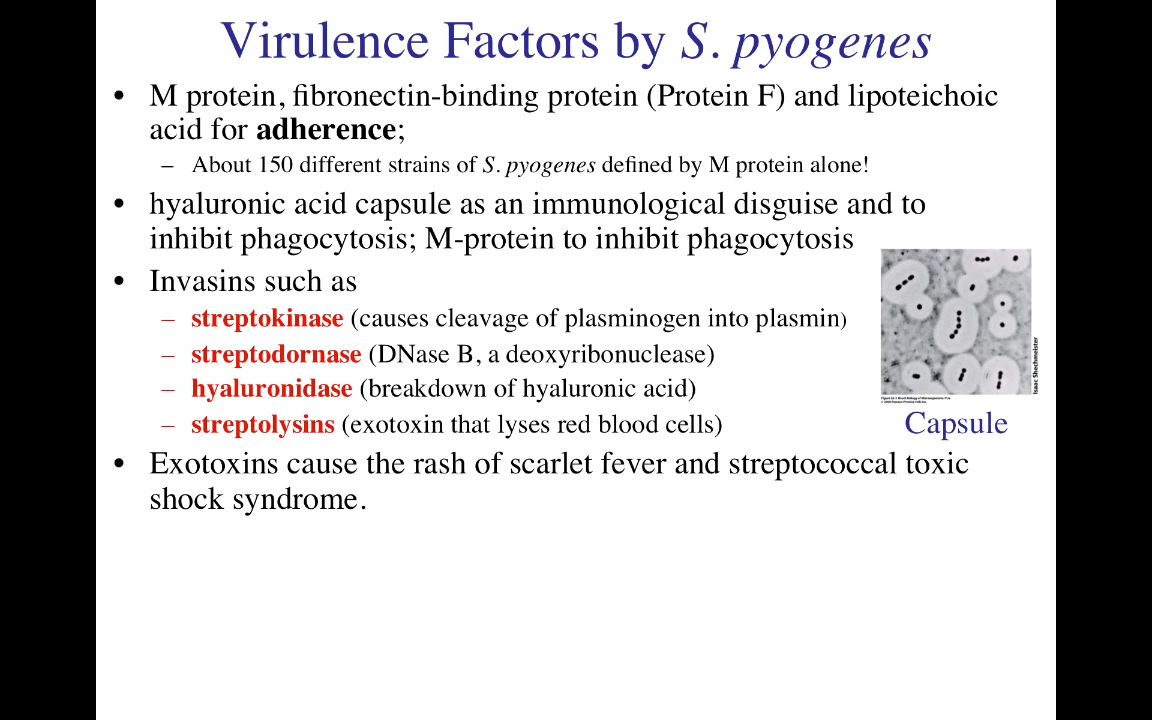 Virulence Factors by S. pyogenes
• M protein, fibronectin-binding protein (Protein F) and lipoteichoic
acid for adherence;
– About 150 different strains of S. pyogenes defined by M protein alone!
• hyaluronic acid capsule as an immunological disguise and to
inhibit phagocytosis; M-protein to inhibit phagocytosis
• Invasins such as
– streptokinase (causes cleavage of plasminogen into plasmin)
– streptodornase (DNase B, a deoxyribonuclease)
– hyaluronidase (breakdown of hyaluronic acid)
– streptolysins (exotoxin that lyses red blood cells)
Isaac Shechmeister
Capsule
• Exotoxins cause the rash of scarlet fever and streptococcal toxic
shock syndrome.